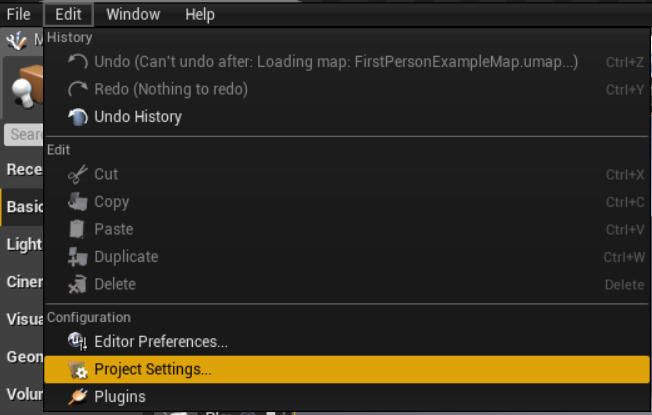 File Edit Window Help
M
History
Undo (Can't undo after: Loading map: FirstPersonExampleMap.umap...) Ctrl+Z
Redo (Nothing to redo) Ctrl+Y
Undo History
Sear
Edit
Rece
Cut Ctrl+X
Basic
Copy Ctrl+C
Paste Ctrl+V
Light
Duplicate Ctrl+W
Ciner
Delete Delete
Configuration
Visua
Editor Preferences...
Geon
Project Settings...
Volur
Plugins